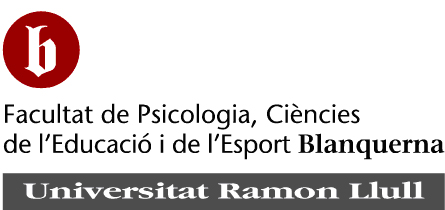 b
Facultat de Psicologia, Ciències
de l'Educació i de l'Esport Blanquerna
Universitat Ramon Llull